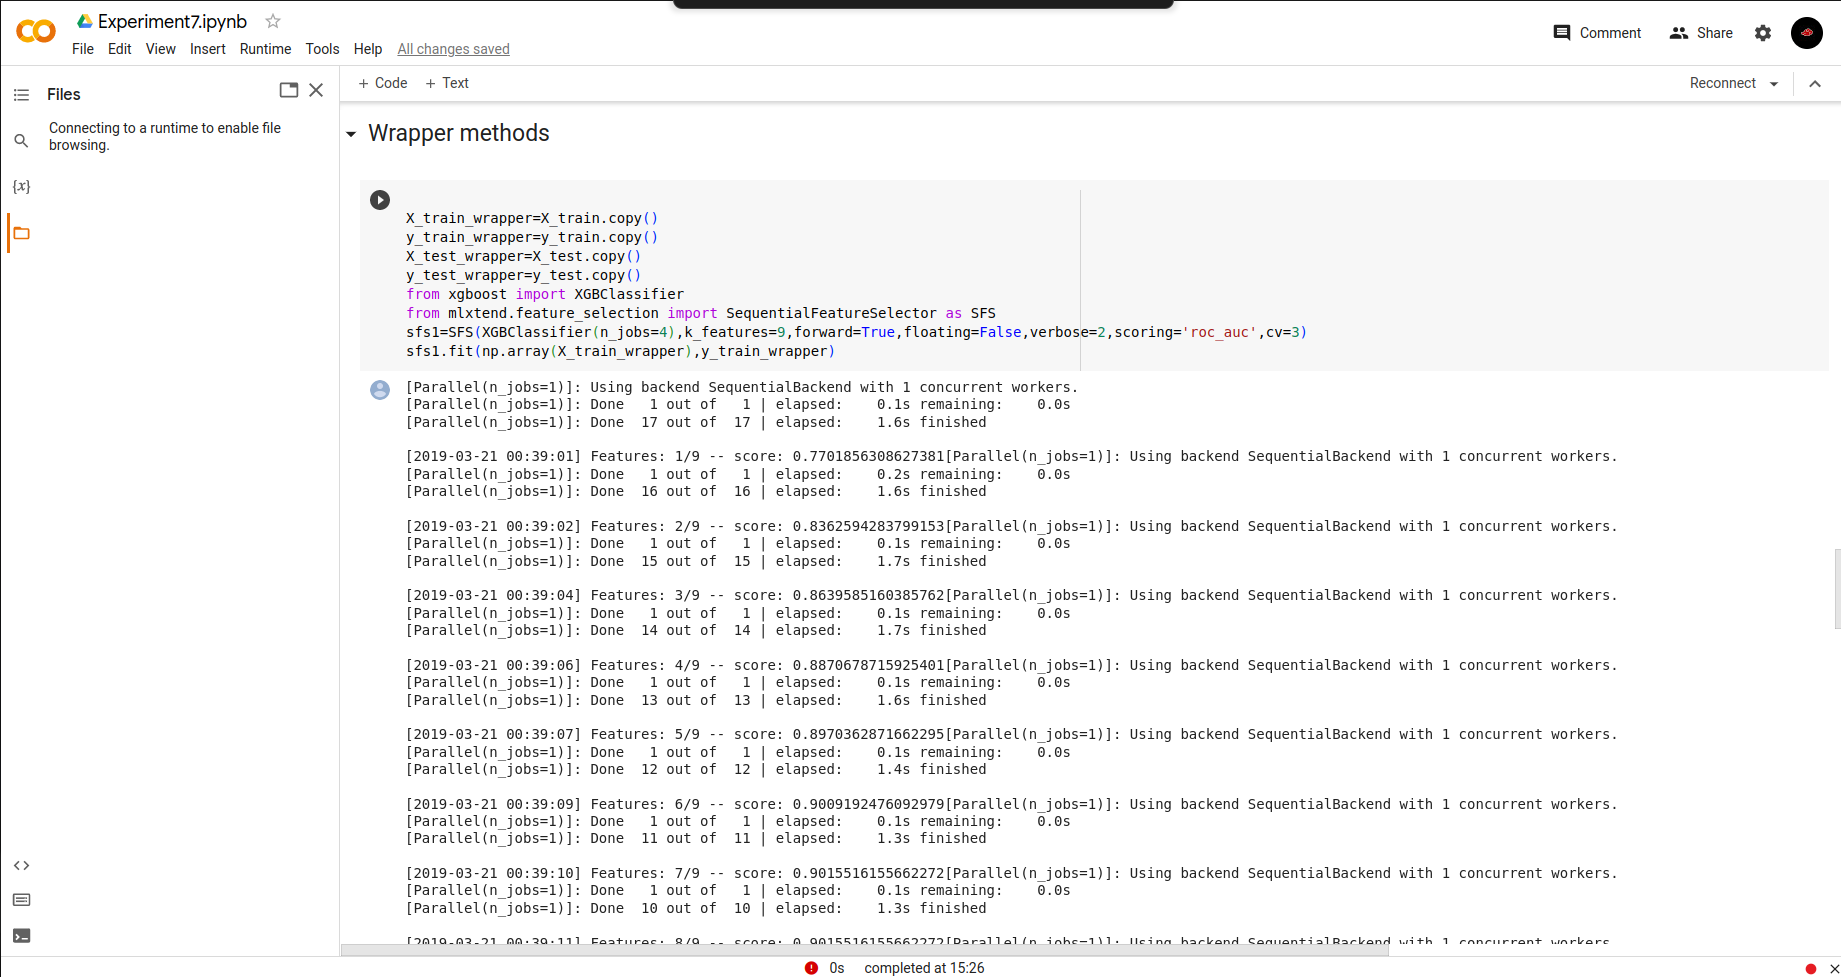 Experiment7.ipynb
File Edit View Insert Runtime Tools Help All changes saved
Comment Share
Files
Connecting to a runtime to enable file
browsing.
{x}
+ Code + Text
Reconnect
Wrapper methods
X_train_wrapper=X_train.copy()
y_train_wrapper=y_train.copy()
X_test_wrapper=X_test.copy()
y_test_wrapper=y_test.copy()
from xgboost import XGBClassifier
from mlxtend.feature_selection import SequentialFeatureSelector as SFS
sfs1=SFS(XGBClassifier(n_jobs=4),k_features=9,forward=True,floating=False,verbose=2,scoring='roc_auc',cv=3)
sfs1.fit(np.array(X_train_wrapper),y_train_wrapper)
[Parallel(n_jobs=1)]: Using backend SequentialBackend with 1 concurrent workers.
[Parallel(n_jobs=1)]: Done   1 out of   1 | elapsed:    0.1s remaining:    0.0s
[Parallel(n_jobs=1)]: Done  17 out of  17 | elapsed:    1.6s finished
[2019-03-21 00:39:01] Features: 1/9 -- score: 0.7701856308627381[Parallel(n_jobs=1)]: Using backend SequentialBackend with 1 concurrent workers.
[Parallel(n_jobs=1)]: Done   1 out of   1 | elapsed:    0.2s remaining:    0.0s
[Parallel(n_jobs=1)]: Done  16 out of  16 | elapsed:    1.6s finished
[2019-03-21 00:39:02] Features: 2/9 -- score: 0.8362594283799153[Parallel(n_jobs=1)]: Using backend SequentialBackend with 1 concurrent workers.
[Parallel(n_jobs=1)]: Done   1 out of   1 | elapsed:    0.1s remaining:    0.0s
[Parallel(n_jobs=1)]: Done  15 out of  15 | elapsed:    1.7s finished
[2019-03-21 00:39:04] Features: 3/9 -- score: 0.8639585160385762[Parallel(n_jobs=1)]: Using backend SequentialBackend with 1 concurrent workers.
[Parallel(n_jobs=1)]: Done   1 out of   1 | elapsed:    0.1s remaining:    0.0s
[Parallel(n_jobs=1)]: Done  14 out of  14 | elapsed:    1.7s finished
[2019-03-21 00:39:06] Features: 4/9 -- score: 0.8870678715925401[Parallel(n_jobs=1)]: Using backend SequentialBackend with 1 concurrent workers.
[Parallel(n_jobs=1)]: Done   1 out of   1 | elapsed:    0.1s remaining:    0.0s
[Parallel(n_jobs=1)]: Done  13 out of  13 | elapsed:    1.6s finished
[2019-03-21 00:39:07] Features: 5/9 -- score: 0.8970362871662295[Parallel(n_jobs=1)]: Using backend SequentialBackend with 1 concurrent workers.
[Parallel(n_jobs=1)]: Done   1 out of   1 | elapsed:    0.1s remaining:    0.0s
[Parallel(n_jobs=1)]: Done  12 out of  12 | elapsed:    1.4s finished
[2019-03-21 00:39:09] Features: 6/9 -- score: 0.9009192476092979[Parallel(n_jobs=1)]: Using backend SequentialBackend with 1 concurrent workers.
[Parallel(n_jobs=1)]: Done   1 out of   1 | elapsed:    0.1s remaining:    0.0s
[Parallel(n_jobs=1)]: Done  11 out of  11 | elapsed:    1.3s finished
[2019-03-21 00:39:10] Features: 7/9 -- score: 0.9015516155662272[Parallel(n_jobs=1)]: Using backend SequentialBackend with 1 concurrent workers.
[Parallel(n_jobs=1)]: Done   1 out of   1 | elapsed:    0.1s remaining:    0.0s
[Parallel(n_jobs=1)]: Done  10 out of  10 | elapsed:    1.3s finished
[2019-03-21 00:39:11] Features: 8/9 -- score: 0.9015516155662272[Parallel(n_jobs=1)]: Using backend SequentialBackend with 1 concurrent workers.
0s completed at 15:26